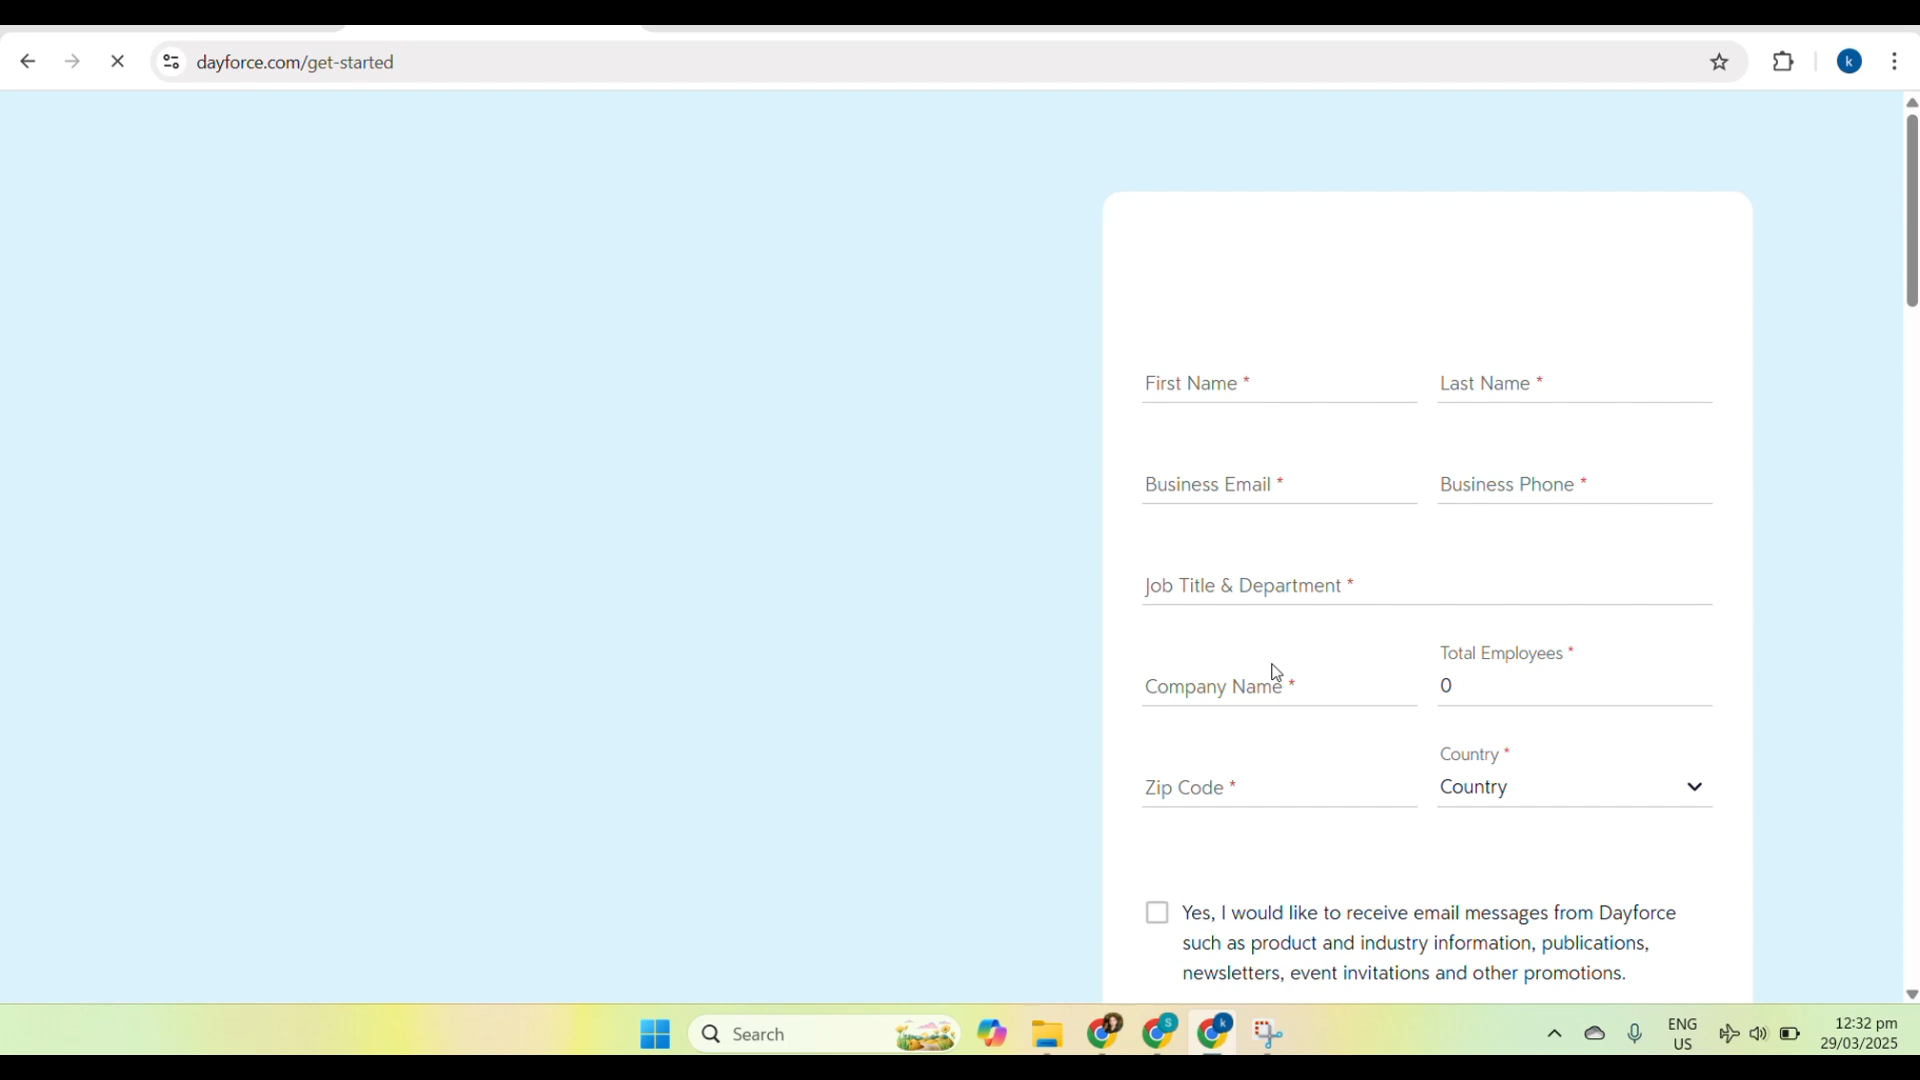 dayforce.com/get-started
k
First Name *
Last Name *
Business Email *
Business Phone *
Job Title & Department *
Total Employees *
Company Name *
0
Country *
Zip Code *
Country
Yes, I would like to receive email messages from Dayforce
such as product and industry information, publications,
newsletters, event invitations and other promotions.
Search
S
k
ENG
US
12:32 pm
29/03/2025